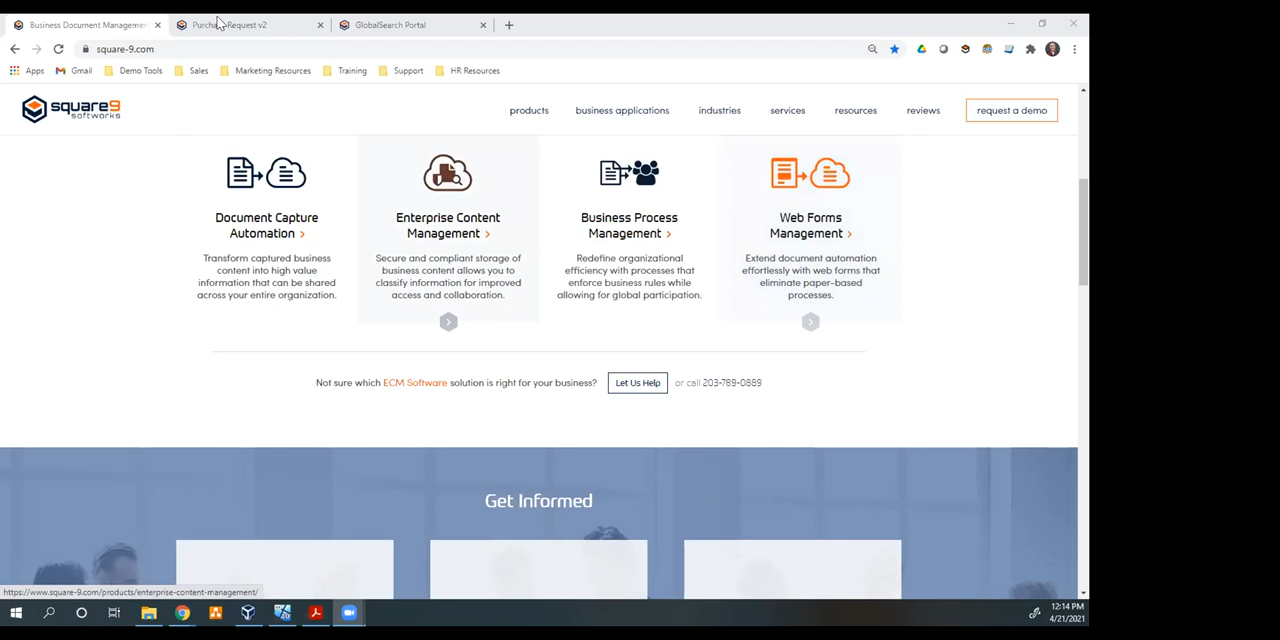 Business Document Managemen
Purchase Request v2
GlobalSearch Portal
square-9.com
Apps
Gmail
Demo Tools
Sales
Marketing Resources
Training
Support
HR Resources
square9
softworks
products
business applications
industries
services
resources
reviews
request a demo
Document Capture
Automation >
Transform captured business
content into high value
information that can be shared
across your entire organization.
Enterprise Content
Management >
Secure and compliant storage of
business content allows you to
classify information for improved
access and collaboration.
Business Process
Management >
Redefine organizational
efficiency with processes that
enforce business rules while
allowing for global participation.
Web Forms
Management >
Extend document automation
effortlessly with web forms that
eliminate paper-based
processes.
Not sure which ECM Software solution is right for your business?
Let Us Help
or call 203-789-0889
Get Informed
https://www.square-9.com/products/enterprise-content-management/
12:14 PM
4/21/2021